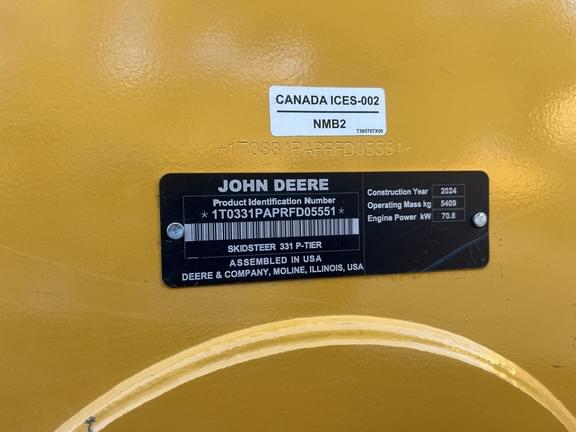 CANADA ICES-002
NMB2
T395787X00
*1T0331PAPRFD05551*
JOHN DEERE
Product Identification Number
*1T0331PAPRFD05551*
SKIDSTEER 331 P-TIER
ASSEMBLED IN USA
DEERE & COMPANY, MOLINE, ILLINOIS, USA
Construction Year 2024
Operating Mass kg 5409
Engine Power kW 70.8